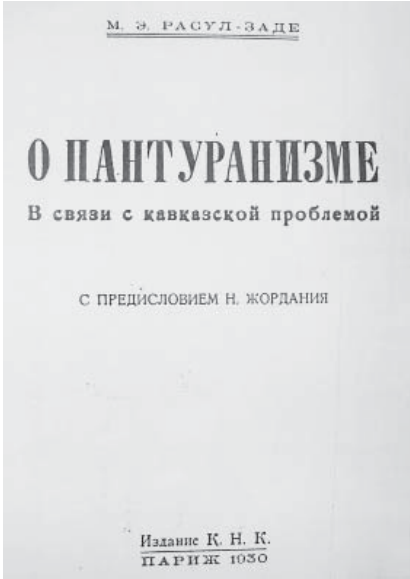 М. Э. РАСУЛ-ЗАДЕ
О ПАНТУРАНИЗМЕ
В связи с кавказской проблемой
С ПРЕДИСЛОВИЕМ Н. ЖОРДАНИЯ
Издание К. Н. К.
ПАРИЖ 1930